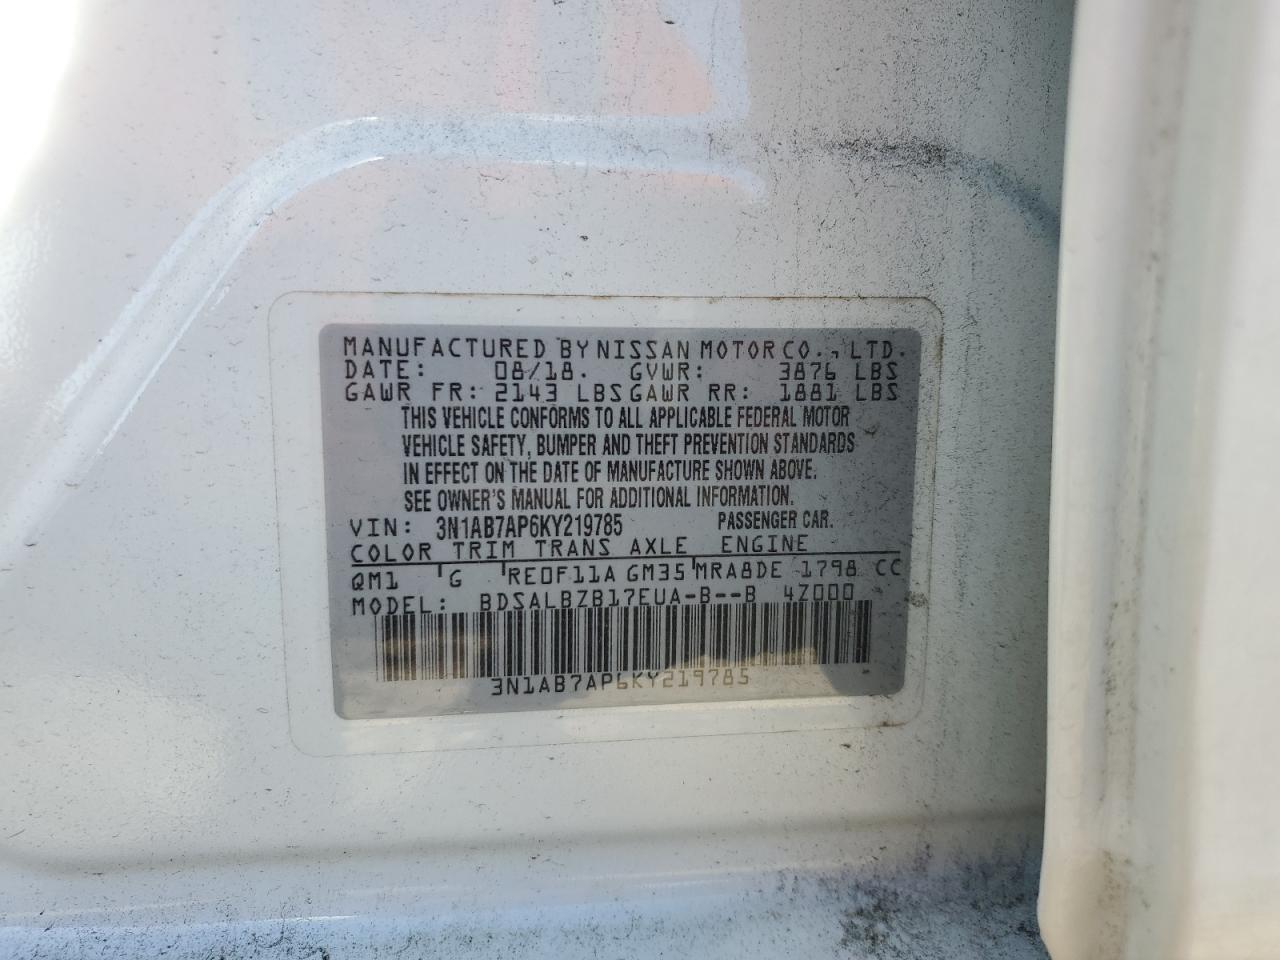 MANUFACTURED BY NISSAN MOTOR CO., LTD.
DATE: 08/18. GVWR: 3876 LBS
GAWR FR: 2143 LBS GAWR RR: 1881 LBS
THIS VEHICLE CONFORMS TO ALL APPLICABLE FEDERAL MOTOR
VEHICLE SAFETY, BUMPER AND THEFT PREVENTION STANDARDS
IN EFFECT ON THE DATE OF MANUFACTURE SHOWN ABOVE.
SEE OWNER'S MANUAL FOR ADDITIONAL INFORMATION.
VIN: 3N1AB7AP6KY219785 PASSENGER CAR.
COLOR TRIM TRANS AXLE ENGINE
QM1 G RE0F11A GM35 MRA8DE 1798 CC
MODEL: BDSALBZB17EUA-B--B 4Z000
3N1AB7AP6KY219785